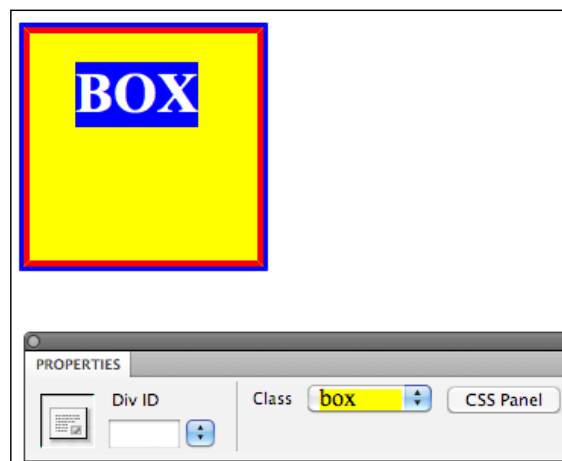 BOX
PROPERTIES
Div ID
Class
box
CSS Panel